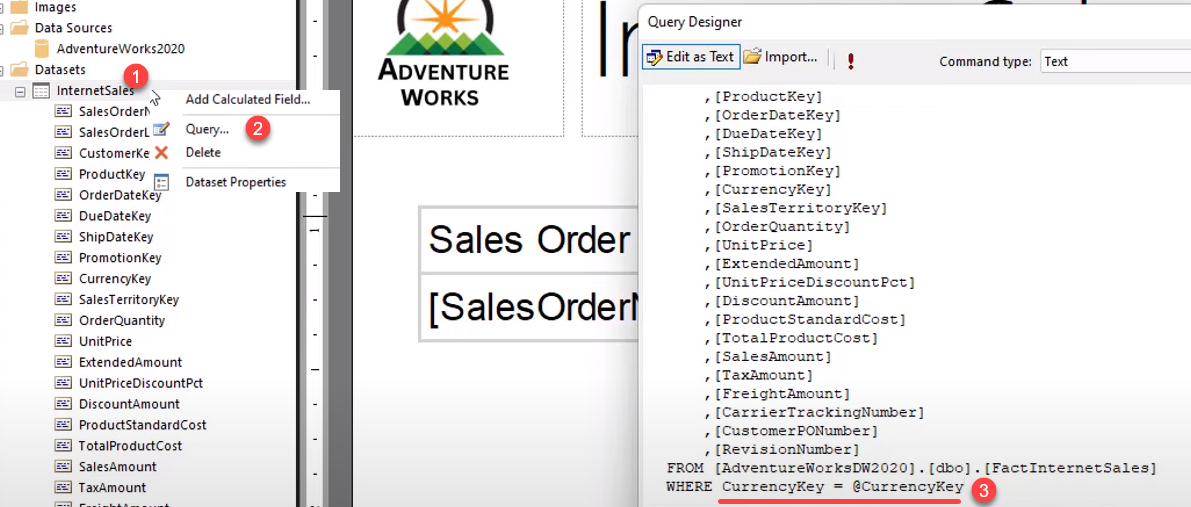 Images
Data Sources
AdventureWorks2020
Datasets
1
InternetSales
SalesOrderN
SalesOrderL
CustomerKe
ProductKey
OrderDateKey
DueDateKey
ShipDateKey
PromotionKey
CurrencyKey
SalesTerritoryKey
OrderQuantity
UnitPrice
ExtendedAmount
UnitPriceDiscountPct
DiscountAmount
ProductStandardCost
TotalProductCost
SalesAmount
TaxAmount
FreightAmount
Add Calculated Field...
Query...
2
Delete
Dataset Properties
ADVENTURE
WORKS
Sales Order
[SalesOrderN
Query Designer
Edit as Text
Import...
Command type:
Text
,[ProductKey]
,[OrderDateKey]
,[DueDateKey]
,[ShipDateKey]
,[PromotionKey]
,[CurrencyKey]
,[SalesTerritoryKey]
,[OrderQuantity]
,[UnitPrice]
,[ExtendedAmount]
,[UnitPriceDiscountPct]
,[DiscountAmount]
,[ProductStandardCost]
,[TotalProductCost]
,[SalesAmount]
,[TaxAmount]
,[FreightAmount]
,[CarrierTrackingNumber]
,[CustomerPONumber]
,[RevisionNumber]
FROM [AdventureWorksDW2020].[dbo].[FactInternetSales]
WHERE CurrencyKey = @CurrencyKey
3